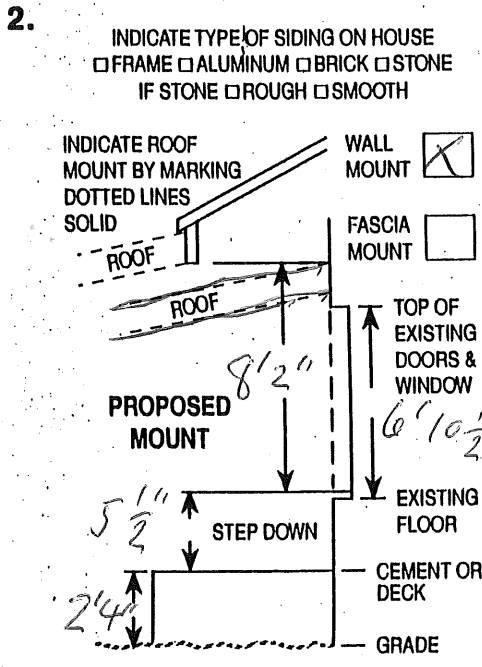 2.
INDICATE TYPE OF SIDING ON HOUSE
□ FRAME □ ALUMINUM □ BRICK □ STONE
IF STONE □ ROUGH □ SMOOTH
INDICATE ROOF
MOUNT BY MARKING
DOTTED LINES
SOLID
WALL
MOUNT
X
FASCIA
MOUNT
ROOF
ROOF
TOP OF
EXISTING
DOORS &
WINDOW
8'2"
6'10 1/2
PROPOSED
MOUNT
5 1/2"
STEP DOWN
EXISTING
FLOOR
CEMENT OR
DECK
2'4"
GRADE